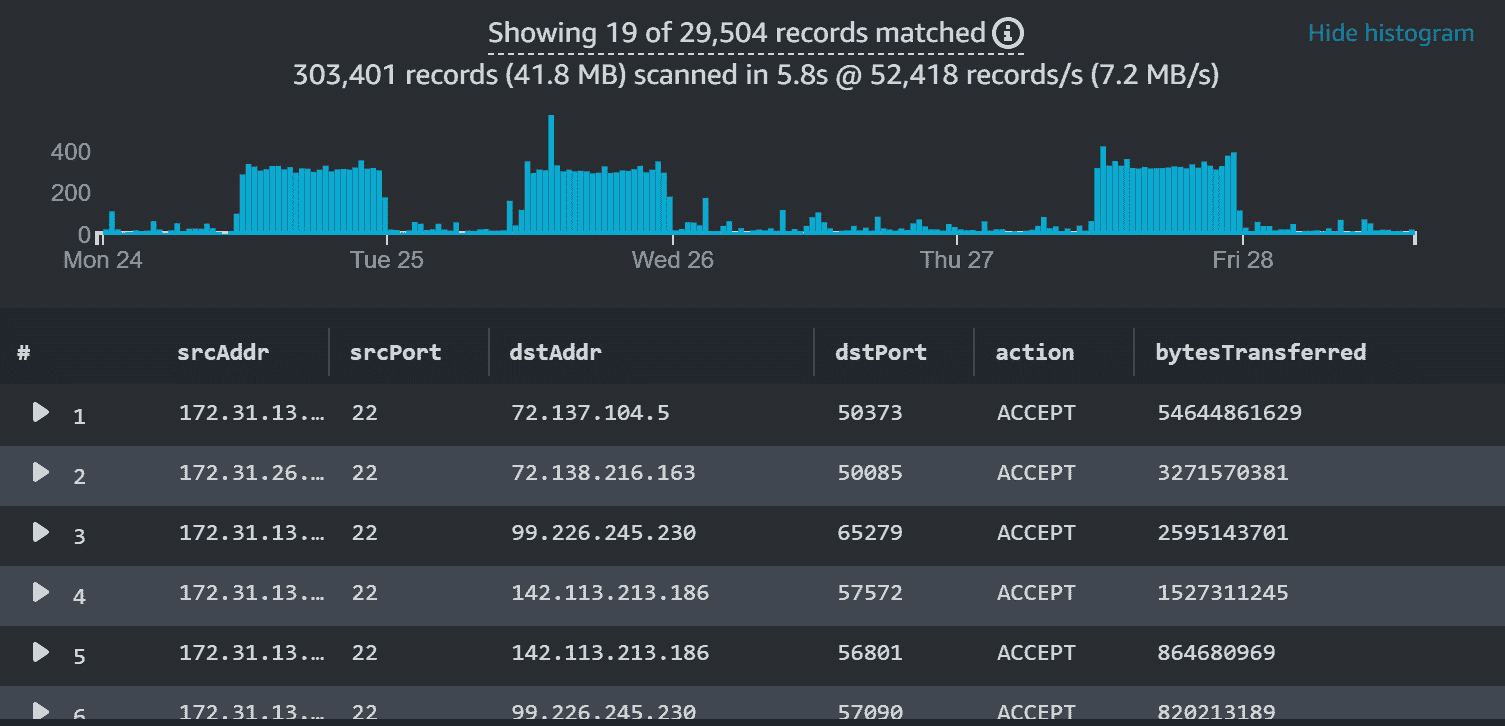 Showing 19 of 29,504 records matched
Hide histogram
303,401 records (41.8 MB) scanned in 5.8s @ 52,418 records/s (7.2 MB/s)
400
200
0
Mon 24 Tue 25 Wed 26 Thu 27 Fri 28
# srcAddr srcPort dstAddr dstPort action bytesTransferred
1 172.31.13.… 22 72.137.104.5 50373 ACCEPT 54644861629
2 172.31.26.… 22 72.138.216.163 50085 ACCEPT 3271570381
3 172.31.13.… 22 99.226.245.230 65279 ACCEPT 2595143701
4 172.31.13.… 22 142.113.213.186 57572 ACCEPT 1527311245
5 172.31.13.… 22 142.113.213.186 56801 ACCEPT 864680969
6 172.31.13.… 22 99.226.245.230 57090 ACCEPT 820213189